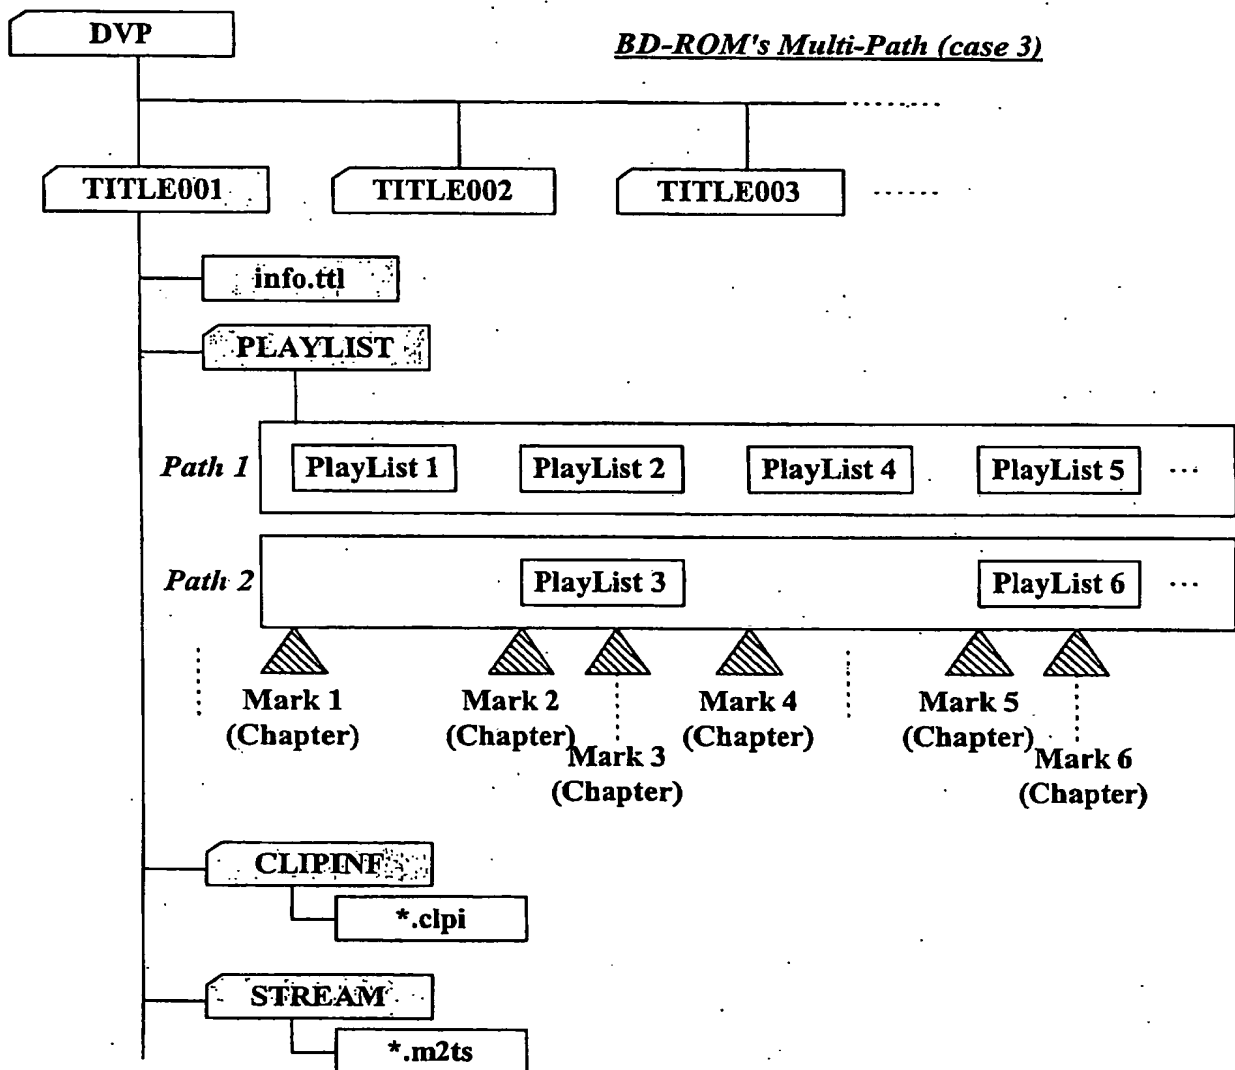 DVP
BD-ROM's Multi-Path (case 3)
TITLE001
TITLE002
TITLE003
info.ttl
PLAYLIST
Path 1
PlayList 1
PlayList 2
PlayList 4
PlayList 5
Path 2
PlayList 3
PlayList 6
Mark 1
(Chapter)
Mark 2
(Chapter)
Mark 3
(Chapter)
Mark 4
(Chapter)
Mark 5
(Chapter)
Mark 6
(Chapter)
CLIPINF
*.clpi
STREAM
*.m2ts